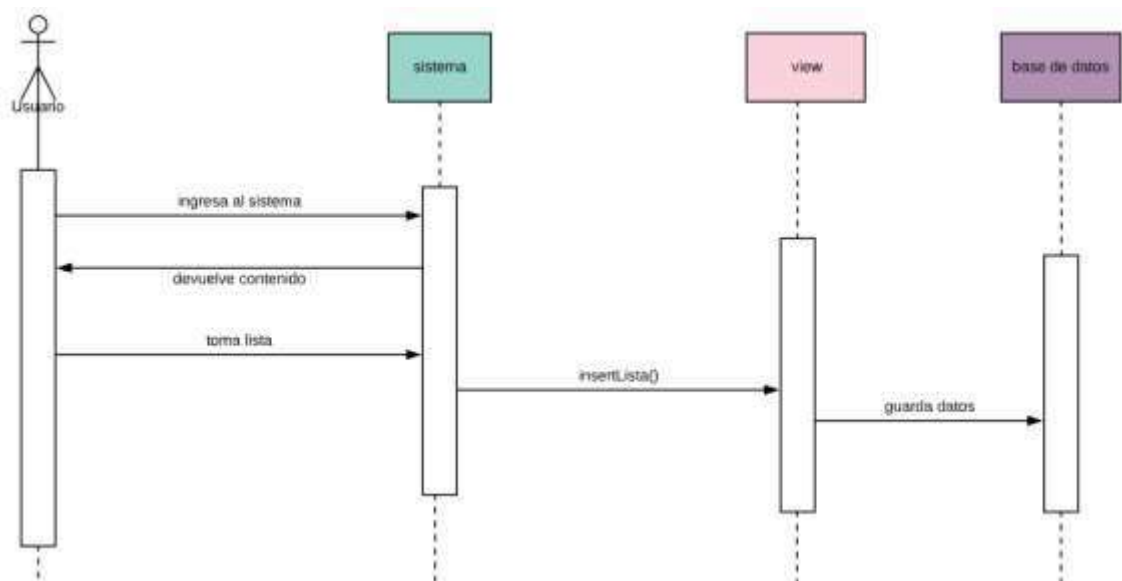 sistema
view
base de datos
Usuario
ingresa al sistema
devuelve contenido
toma lista
insertLista()
guarda datos